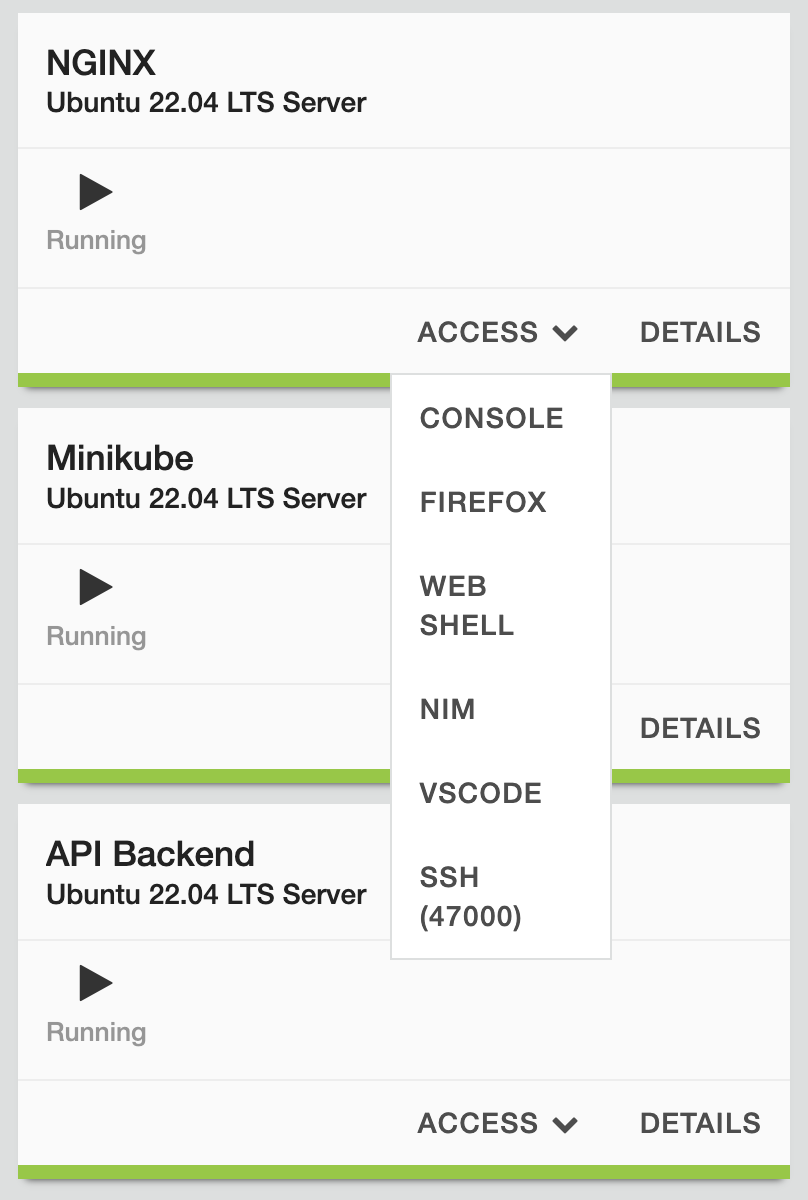 NGINX
Ubuntu 22.04 LTS Server
Running
ACCESS DETAILS
CONSOLE
FIREFOX
WEB
SHELL
NIM
VSCODE
SSH
(47000)
Minikube
Ubuntu 22.04 LTS Server
Running
DETAILS
API Backend
Ubuntu 22.04 LTS Server
Running
ACCESS DETAILS